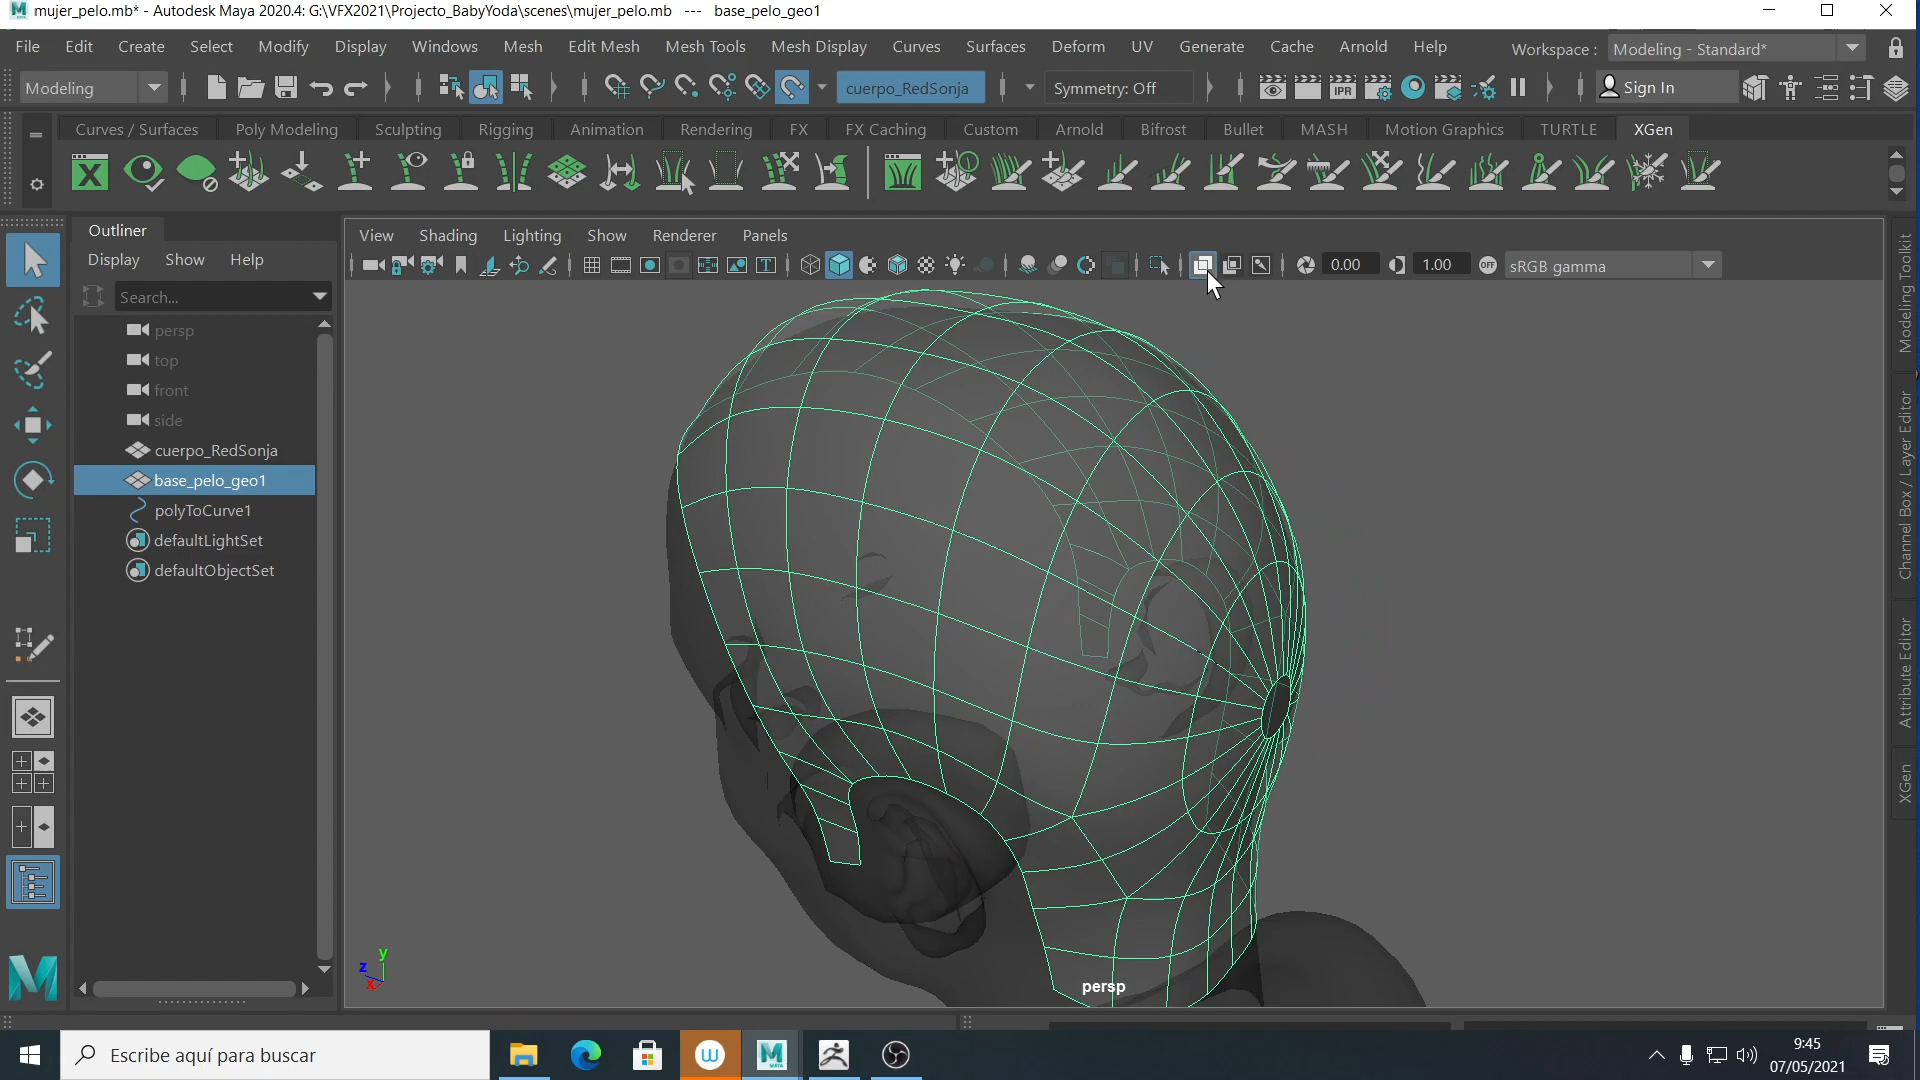 mujer_pelo.mb* - Autodesk Maya 2020.4: G:\VFX2021\Projecto_BabyYoda\scenes\mujer_pelo.mb --- base_pelo_geo1
File Edit Create Select Modify Display Windows Mesh Edit Mesh Mesh Tools Mesh Display Curves Surfaces Deform UV Generate Cache Arnold Help Workspace : Modeling - Standard*
Modeling cuerpo_RedSonja Symmetry: Off IPR Sign In
Curves / Surfaces Poly Modeling Sculpting Rigging Animation Rendering FX FX Caching Custom Arnold Bifrost Bullet MASH Motion Graphics TURTLE XGen
Outliner
Display Show Help
Search...
persp
top
front
side
cuerpo_RedSonja
base_pelo_geo1
polyToCurve1
defaultLightSet
defaultObjectSet
View Shading Lighting Show Renderer Panels
0.00 1.00 OFF sRGB gamma
y
z
x
persp
Modeling Toolkit
Channel Box / Layer Editor
Attribute Editor
XGen
Escribe aquí para buscar
9:45
07/05/2021